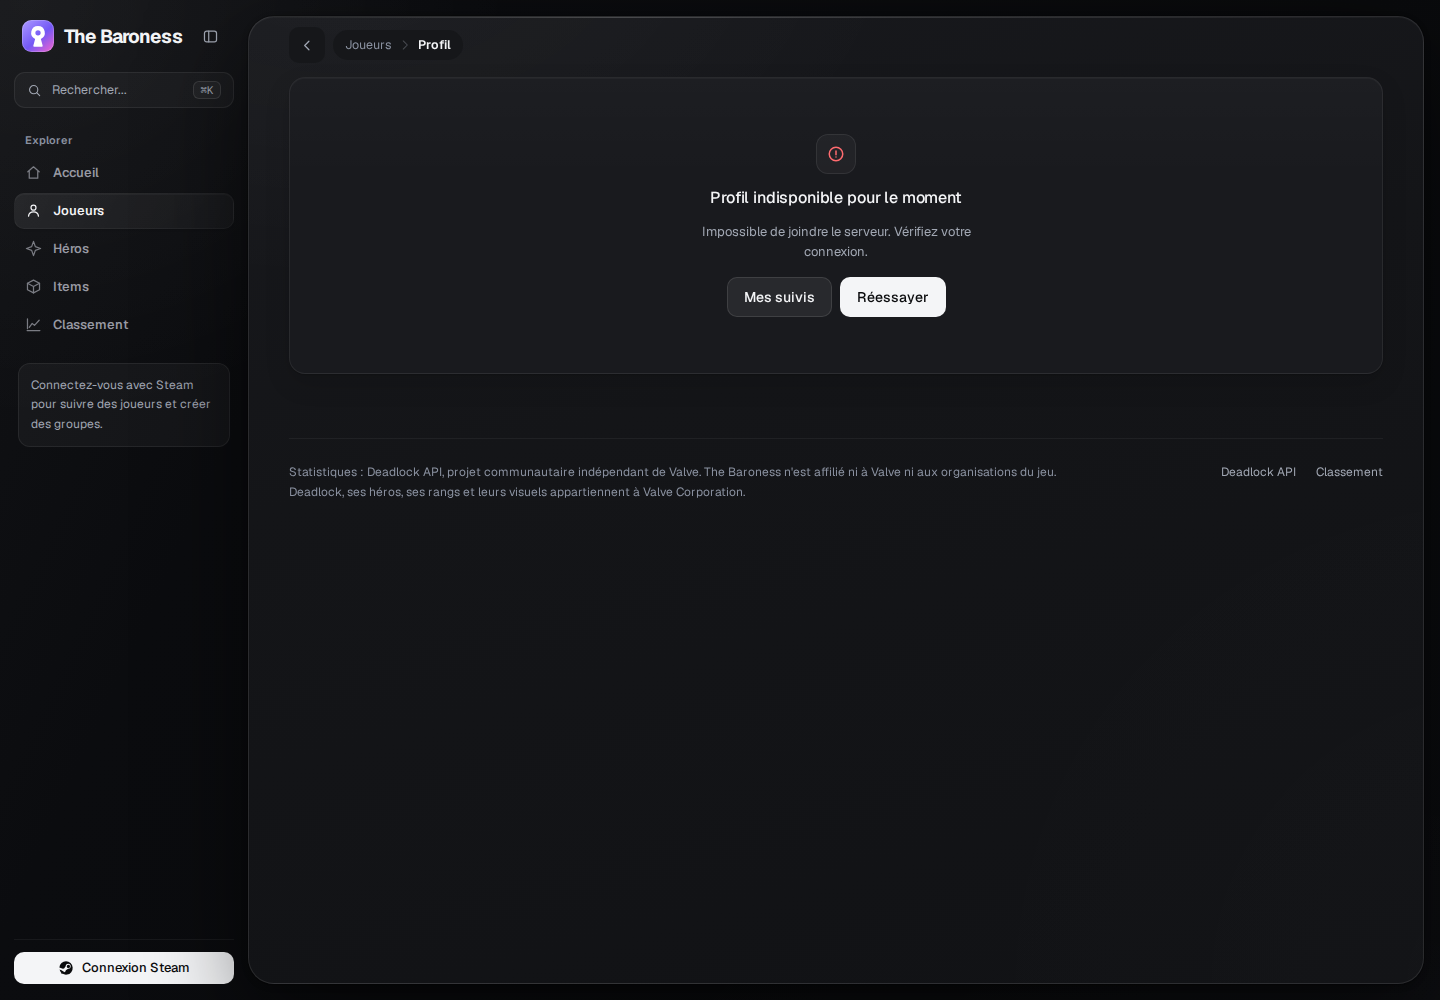 The Baroness
Rechercher...
⌘K
Explorer
Accueil
Joueurs
Héros
Items
Classement
Connectez-vous avec Steam
pour suivre des joueurs et créer
des groupes.
Connexion Steam
Joueurs
Profil
Profil indisponible pour le moment
Impossible de joindre le serveur. Vérifiez votre
connexion.
Mes suivis
Réessayer
Statistiques : Deadlock API, projet communautaire indépendant de Valve. The Baroness n'est affilié ni à Valve ni aux organisations du jeu.
Deadlock, ses héros, ses rangs et leurs visuels appartiennent à Valve Corporation.
Deadlock API
Classement